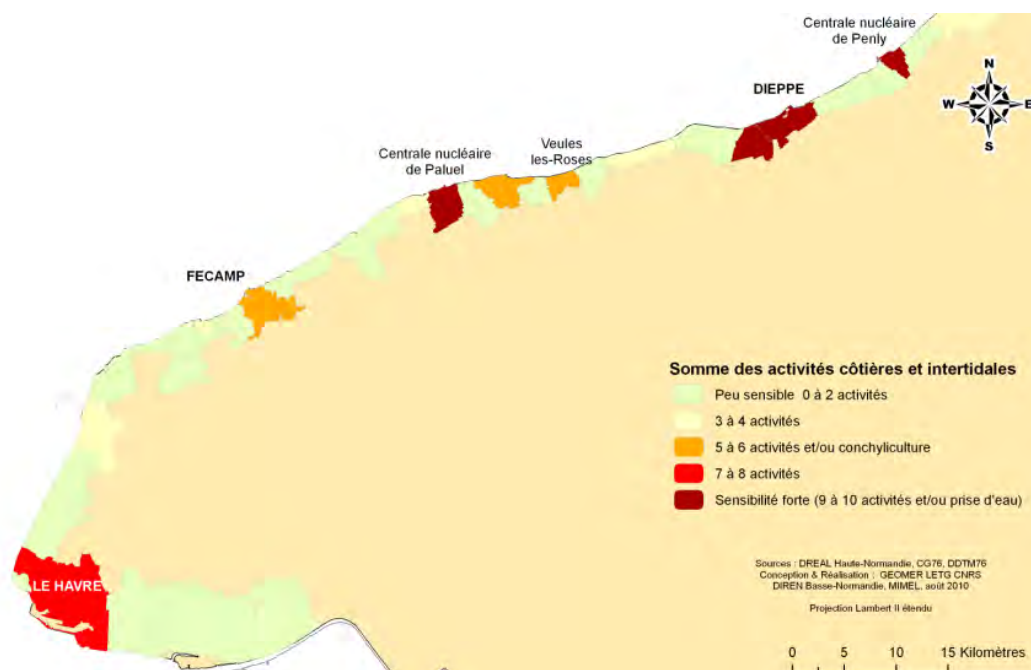 Centrale nucléaire
de Penly
N
W
E
S
DIEPPE
Veules
les-Roses
Centrale nucléaire
de Paluel
FECAMP
Somme des activités côtières et intertidales
Peu sensible 0 à 2 activités
3 à 4 activités
5 à 6 activités et/ou conchyliculture
7 à 8 activités
Sensibilité forte (9 à 10 activités et/ou prise d'eau)
LE HAVRE
Sources : DREAL Haute-Normandie, CG76, DDTM76
Conception & Réalisation : GEOMER LETG CNRS
DIREN Basse-Normandie, MIMEL, août 2010
Projection Lambert II étendu
0 5 10 15 Kilomètres